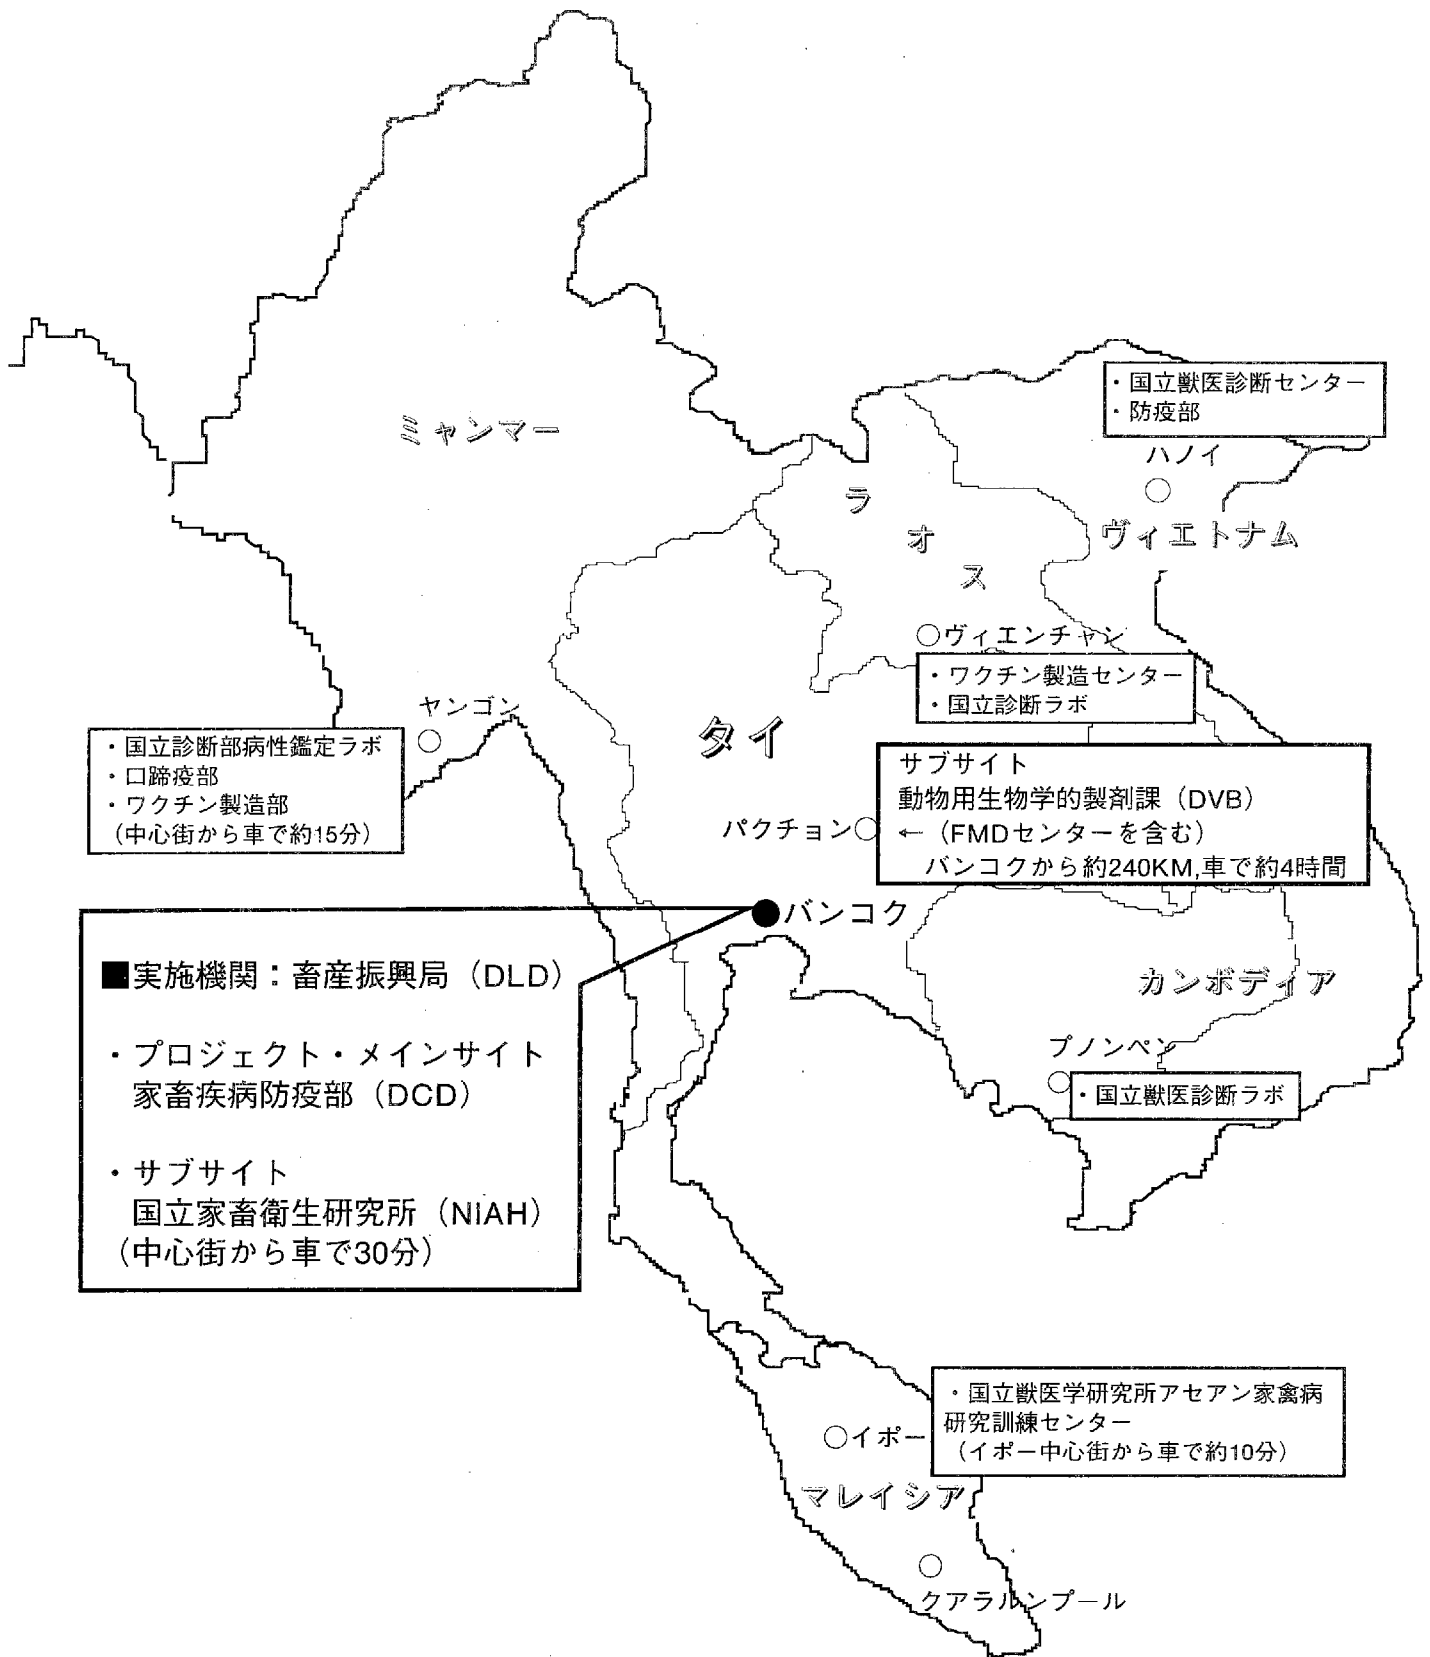 ・国立獣医診断センター
・防疫部
ハノイ
ミャンマー
ラオス
ヴィエトナム
○ヴィエンチャン
・ワクチン製造センター
・国立診断ラボ
ヤンゴン
・国立診断部病性鑑定ラボ
・口蹄疫部
・ワクチン製造部
(中心街から車で約15分)
タイ
パクチョン○
サブサイト
動物用生物学的製剤課(DVB)
←(FMDセンターを含む)
バンコクから約240KM,車で約4時間
●バンコク
■実施機関:畜産振興局(DLD)
・プロジェクト・メインサイト
家畜疾病防疫部(DCD)
・サブサイト
国立家畜衛生研究所(NIAH)
(中心街から車で30分)
カンボディア
プノンペン
・国立獣医診断ラボ
・国立獣医学研究所アセアン家禽病
研究訓練センター
(イポー中心街から車で約10分)
○イポー
マレイシア
クアラルンプール